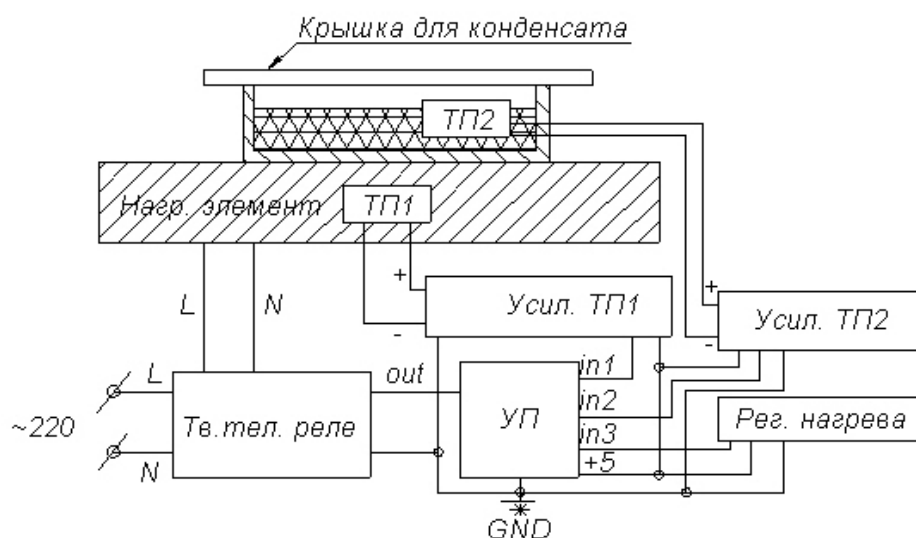 Крышка для конденсата
ТП2
Нагр. элемент
ТП1
L
N
+
-
Усил. ТП1
+
-
Усил. ТП2
L
out
in1
~220
Тв.тел. реле
УП
in2
in3
Рег. нагрева
N
+5
GND